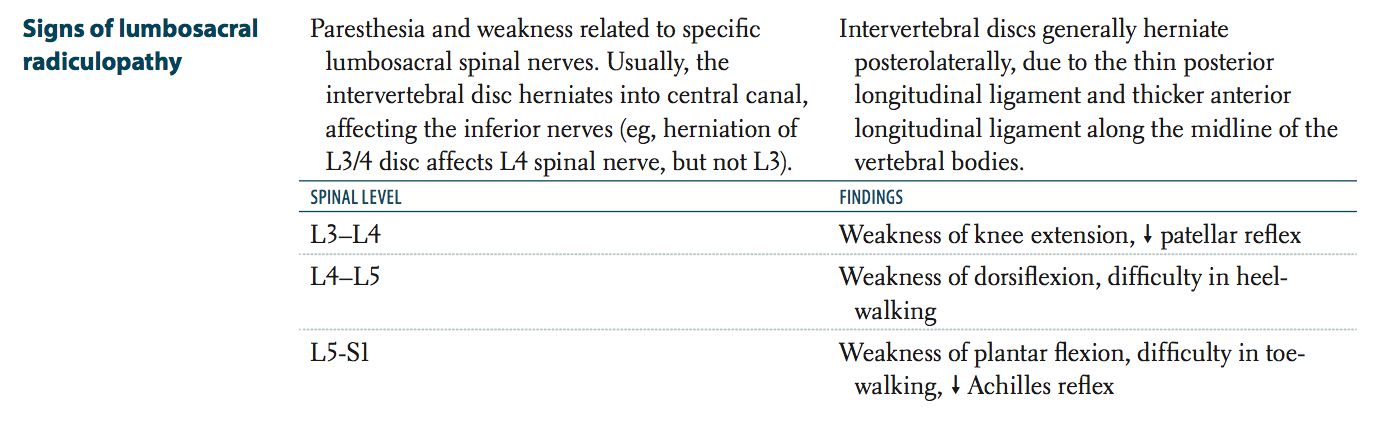 Signs of lumbosacral
radiculopathy
Paresthesia and weakness related to specific
lumbosacral spinal nerves. Usually, the
intervertebral disc herniates into central canal,
affecting the inferior nerves (eg, herniation of
L3/4 disc affects L4 spinal nerve, but not L3).
Intervertebral discs generally herniate
posterolaterally, due to the thin posterior
longitudinal ligament and thicker anterior
longitudinal ligament along the midline of the
vertebral bodies.
SPINAL LEVEL
FINDINGS
L3–L4
Weakness of knee extension, ↓ patellar reflex
L4–L5
Weakness of dorsiflexion, difficulty in heel-
walking
L5-S1
Weakness of plantar flexion, difficulty in toe-
walking, ↓ Achilles reflex